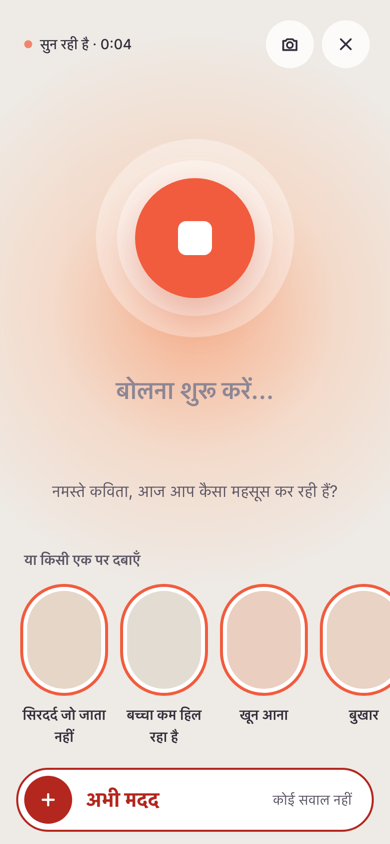 सुन रही है · 0:04
बोलना शुरू करें...
नमस्ते कविता, आज आप कैसा महसूस कर रही हैं?
या किसी एक पर दबाएँ
सिरदर्द जो जाता
नहीं
बच्चा कम हिल
रहा है
खून आना
बुखार
अभी मदद
कोई सवाल नहीं